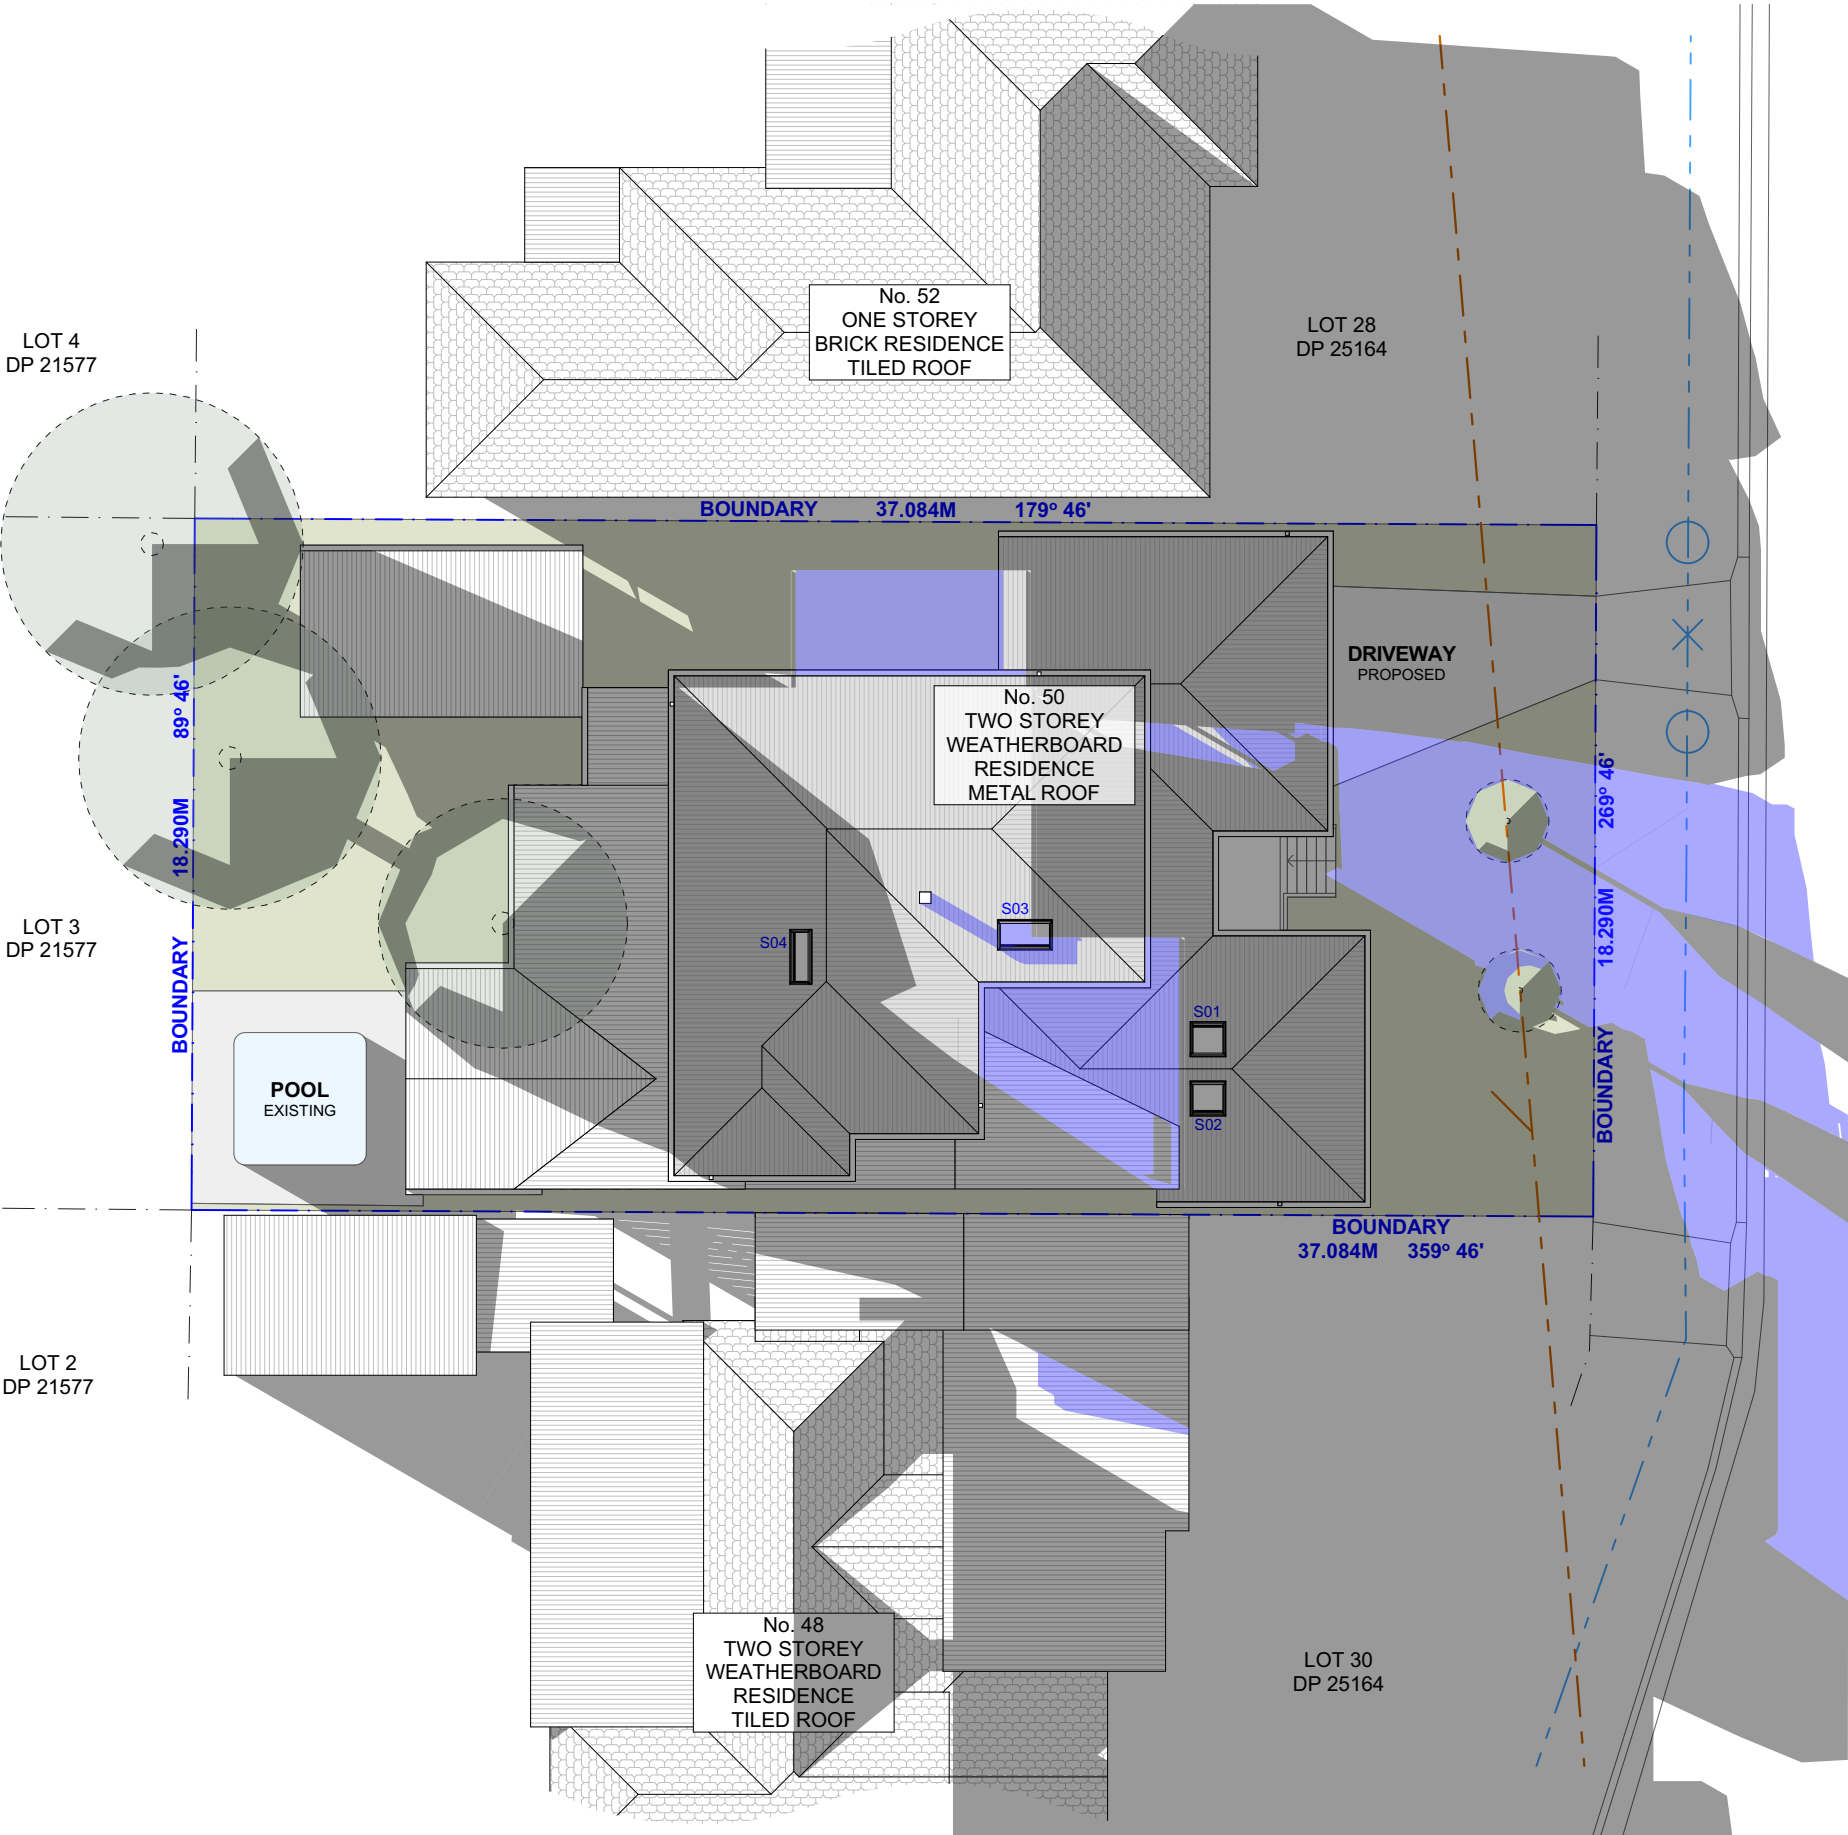 No. 52
ONE STOREY
BRICK RESIDENCE
TILED ROOF
LOT 4
DP 21577
LOT 28
DP 25164
BOUNDARY 37.084M 179° 46'
DRIVEWAY
PROPOSED
No. 50
TWO STOREY
WEATHERBOARD
RESIDENCE
METAL ROOF
BOUNDARY 18.290M 89° 46'
BOUNDARY 18.290M 269° 46'
LOT 3
DP 21577
S03
S04
S01
S02
POOL
EXISTING
BOUNDARY
37.084M 359° 46'
LOT 2
DP 21577
No. 48
TWO STOREY
WEATHERBOARD
RESIDENCE
TILED ROOF
LOT 30
DP 25164